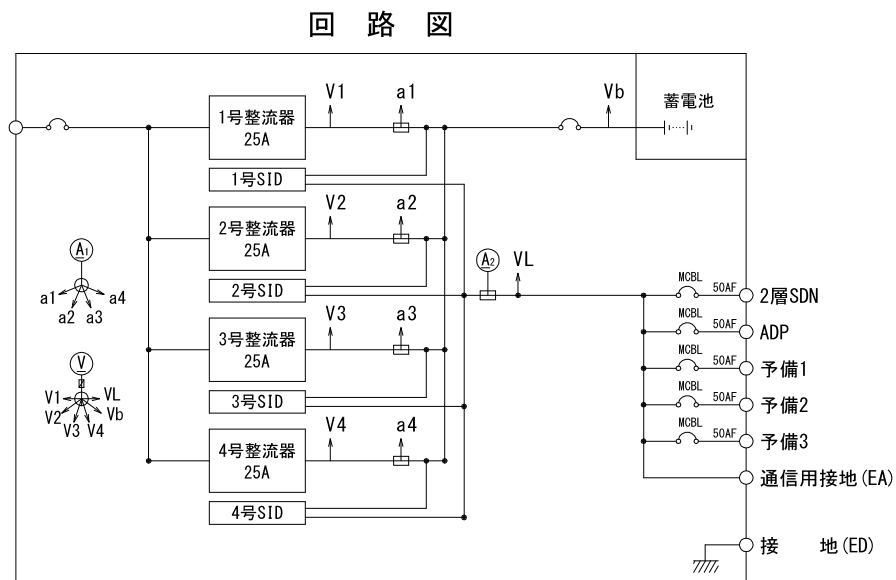 回路図
V1
a1
Vb
蓄電池
1号整流器
25A
1号SID
V2
a2
2号整流器
25A
A1
a1
a4
a2
a3
2号SID
A2
VL
MCBL
50AF
2層SDN
MCBL
50AF
ADP
V3
a3
3号整流器
25A
MCBL
50AF
予備1
V
V1
VL
V2
Vb
V3
V4
3号SID
MCBL
50AF
予備2
V4
a4
4号整流器
25A
MCBL
50AF
予備3
通信用接地(EA)
4号SID
接　地(ED)